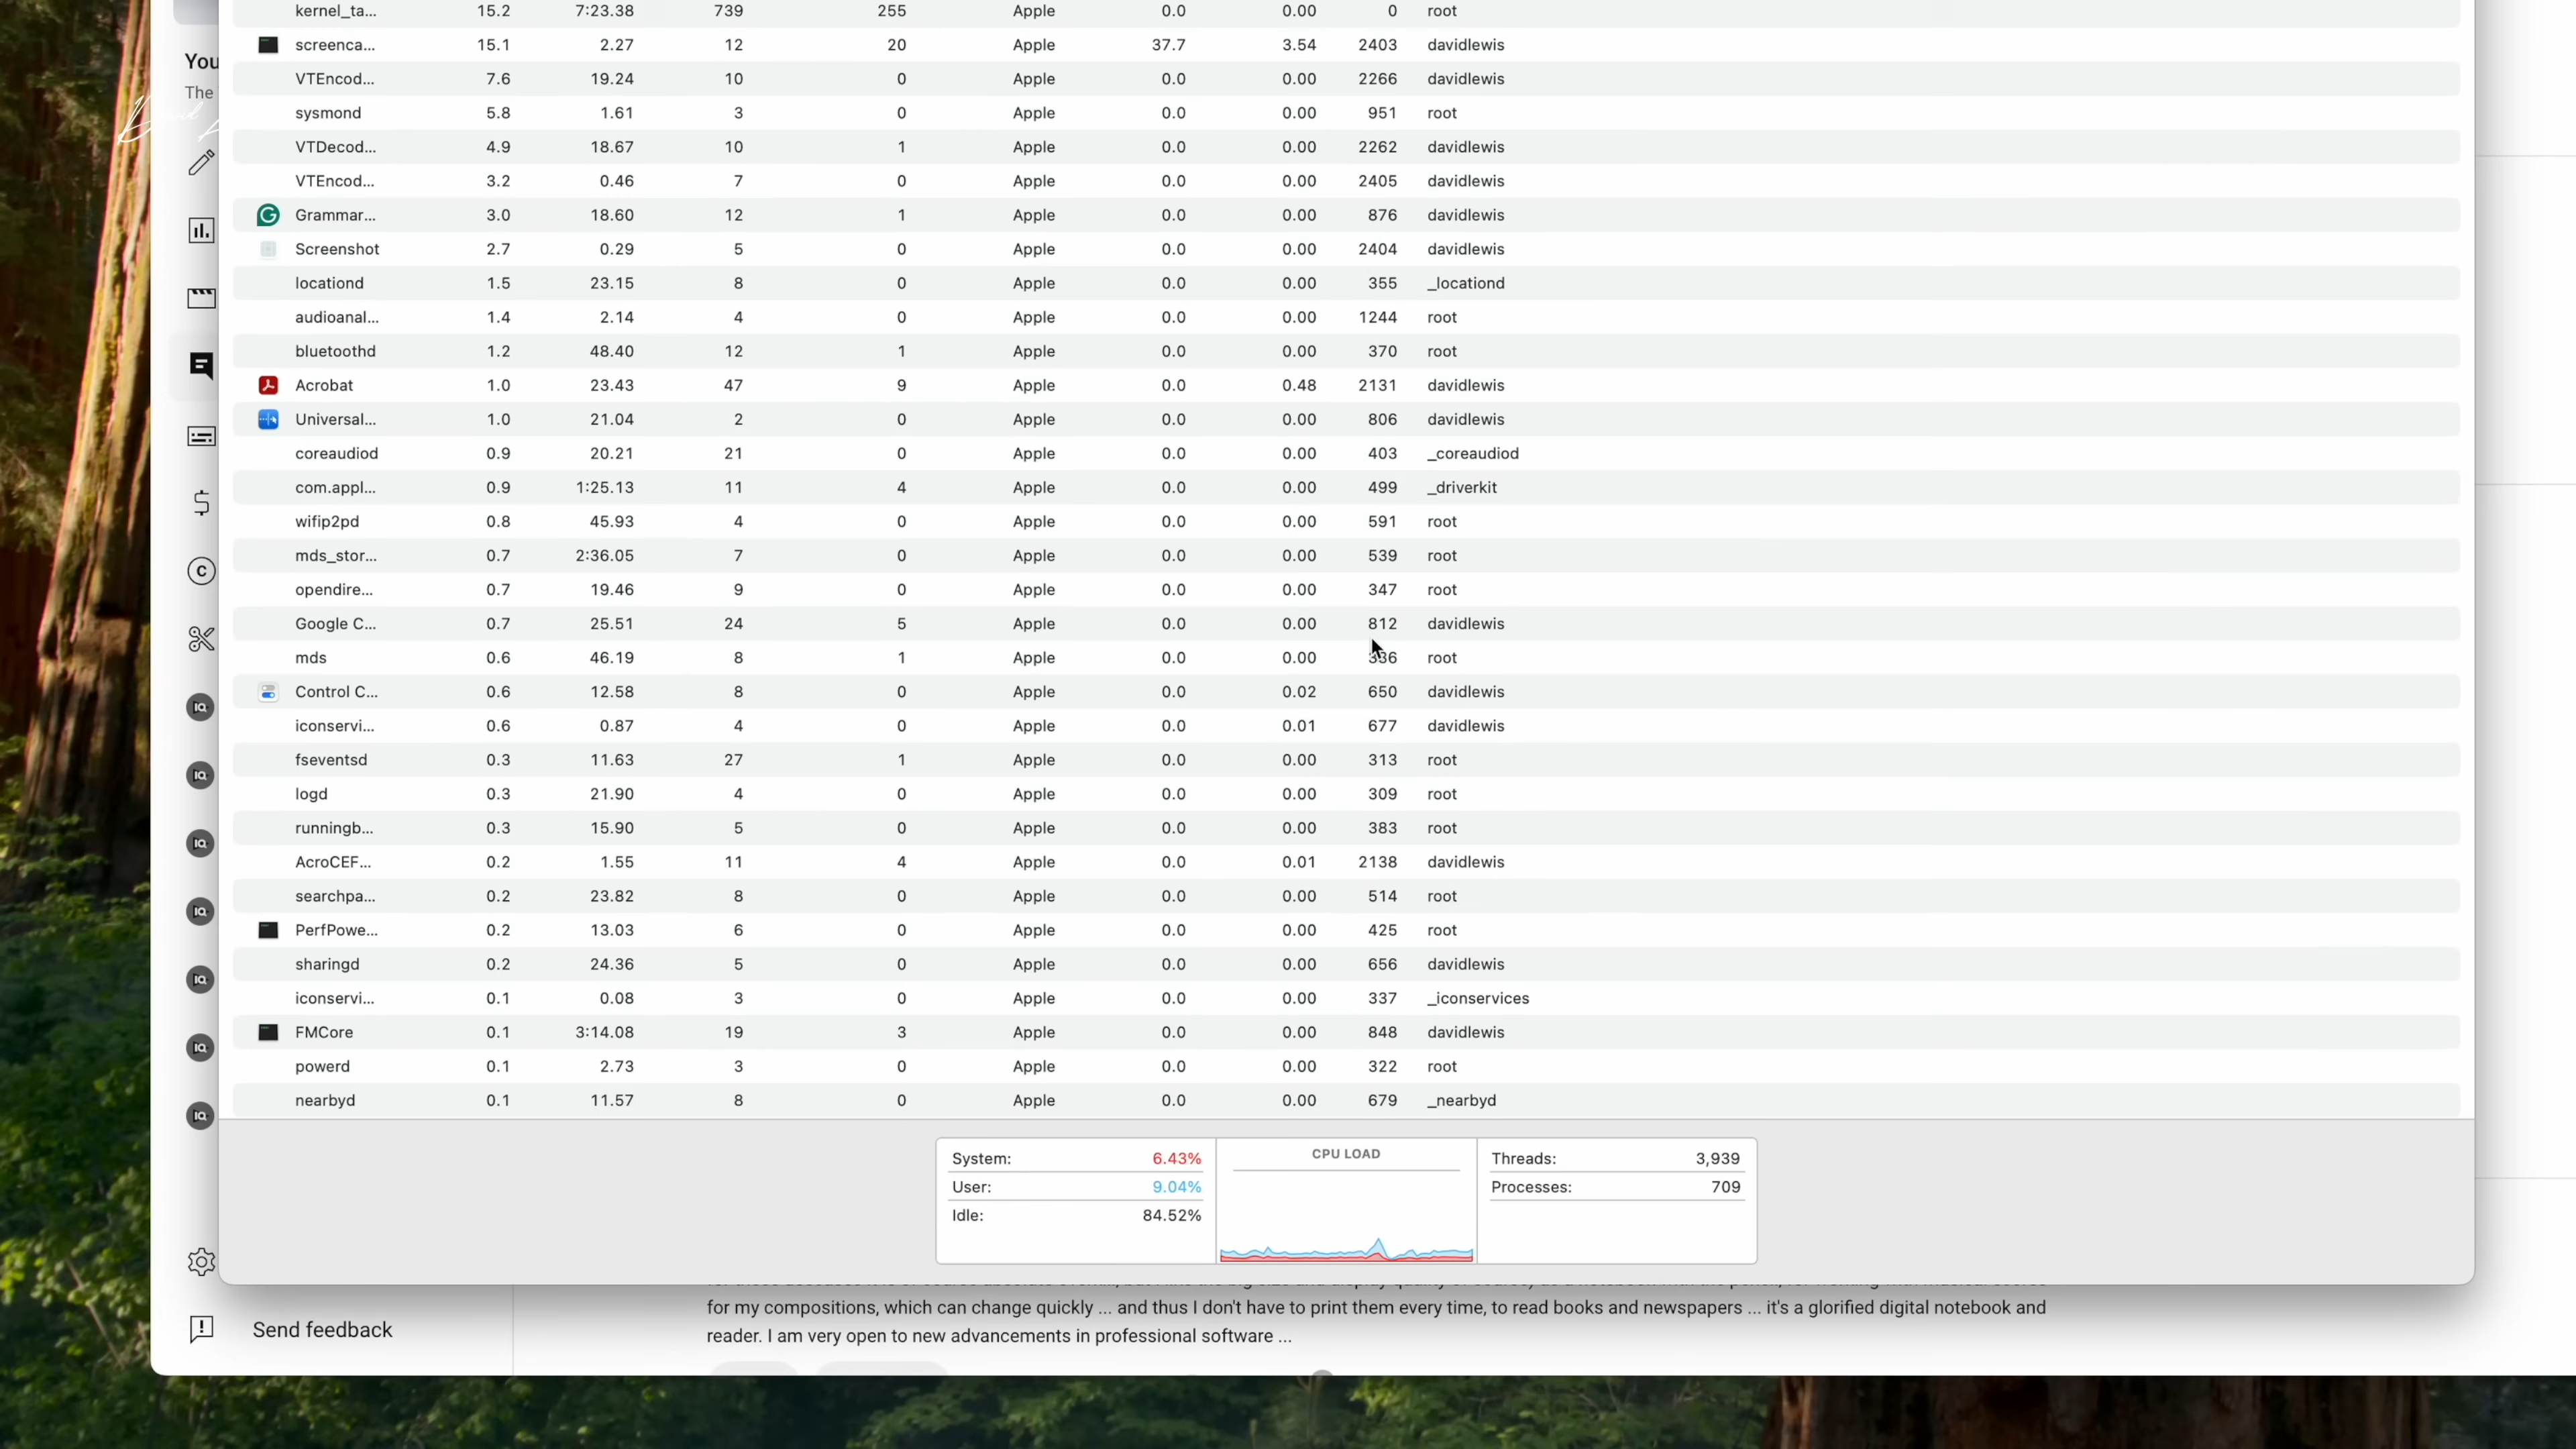 kernel_ta... 15.2 7:23.38 739 255 Apple 0.0 0.00 0 root
screenca... 15.1 2.27 12 20 Apple 37.7 3.54 2403 davidlewis
You
VTEncod... 7.6 19.24 10 0 Apple 0.0 0.00 2266 davidlewis
The
sysmond 5.8 1.61 3 0 Apple 0.0 0.00 951 root
VTDecod... 4.9 18.67 10 1 Apple 0.0 0.00 2262 davidlewis
VTEncod... 3.2 0.46 7 0 Apple 0.0 0.00 2405 davidlewis
Grammar... 3.0 18.60 12 1 Apple 0.0 0.00 876 davidlewis
Screenshot 2.7 0.29 5 0 Apple 0.0 0.00 2404 davidlewis
locationd 1.5 23.15 8 0 Apple 0.0 0.00 355 _locationd
audioanal... 1.4 2.14 4 0 Apple 0.0 0.00 1244 root
bluetoothd 1.2 48.40 12 1 Apple 0.0 0.00 370 root
Acrobat 1.0 23.43 47 9 Apple 0.0 0.48 2131 davidlewis
Universal... 1.0 21.04 2 0 Apple 0.0 0.00 806 davidlewis
coreaudiod 0.9 20.21 21 0 Apple 0.0 0.00 403 _coreaudiod
com.appl... 0.9 1:25.13 11 4 Apple 0.0 0.00 499 _driverkit
wifip2pd 0.8 45.93 4 0 Apple 0.0 0.00 591 root
mds_stor... 0.7 2:36.05 7 0 Apple 0.0 0.00 539 root
opendire... 0.7 19.46 9 0 Apple 0.0 0.00 347 root
Google C... 0.7 25.51 24 5 Apple 0.0 0.00 812 davidlewis
mds 0.6 46.19 8 1 Apple 0.0 0.00 336 root
Control C... 0.6 12.58 8 0 Apple 0.0 0.02 650 davidlewis
iconservi... 0.6 0.87 4 0 Apple 0.0 0.01 677 davidlewis
fseventsd 0.3 11.63 27 1 Apple 0.0 0.00 313 root
logd 0.3 21.90 4 0 Apple 0.0 0.00 309 root
runningb... 0.3 15.90 5 0 Apple 0.0 0.00 383 root
AcroCEF... 0.2 1.55 11 4 Apple 0.0 0.01 2138 davidlewis
searchpa... 0.2 23.82 8 0 Apple 0.0 0.00 514 root
PerfPowe... 0.2 13.03 6 0 Apple 0.0 0.00 425 root
sharingd 0.2 24.36 5 0 Apple 0.0 0.00 656 davidlewis
iconservi... 0.1 0.08 3 0 Apple 0.0 0.00 337 _iconservices
FMCore 0.1 3:14.08 19 3 Apple 0.0 0.00 848 davidlewis
powerd 0.1 2.73 3 0 Apple 0.0 0.00 322 root
nearbyd 0.1 11.57 8 0 Apple 0.0 0.00 679 _nearbyd
System: 6.43% CPU LOAD Threads: 3,939
User: 9.04% Processes: 709
Idle: 84.52%
for my compositions, which can change quickly ... and thus I don't have to print them every time, to read books and newspapers ... it's a glorified digital notebook and
Send feedback
reader. I am very open to new advancements in professional software ...